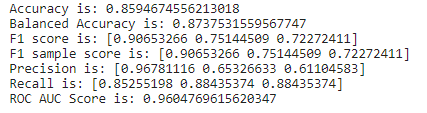 Accuracy is: 0.8594674556213018
Balanced Accuracy is: 0.8737531559567747
F1 score is: [0.90653266 0.75144509 0.72272411]
F1 sample score is: [0.90653266 0.75144509 0.72272411]
Precision is: [0.96781116 0.65326633 0.61104583]
Recall is: [0.85255198 0.88435374 0.88435374]
ROC AUC Score is: 0.9604769615620347